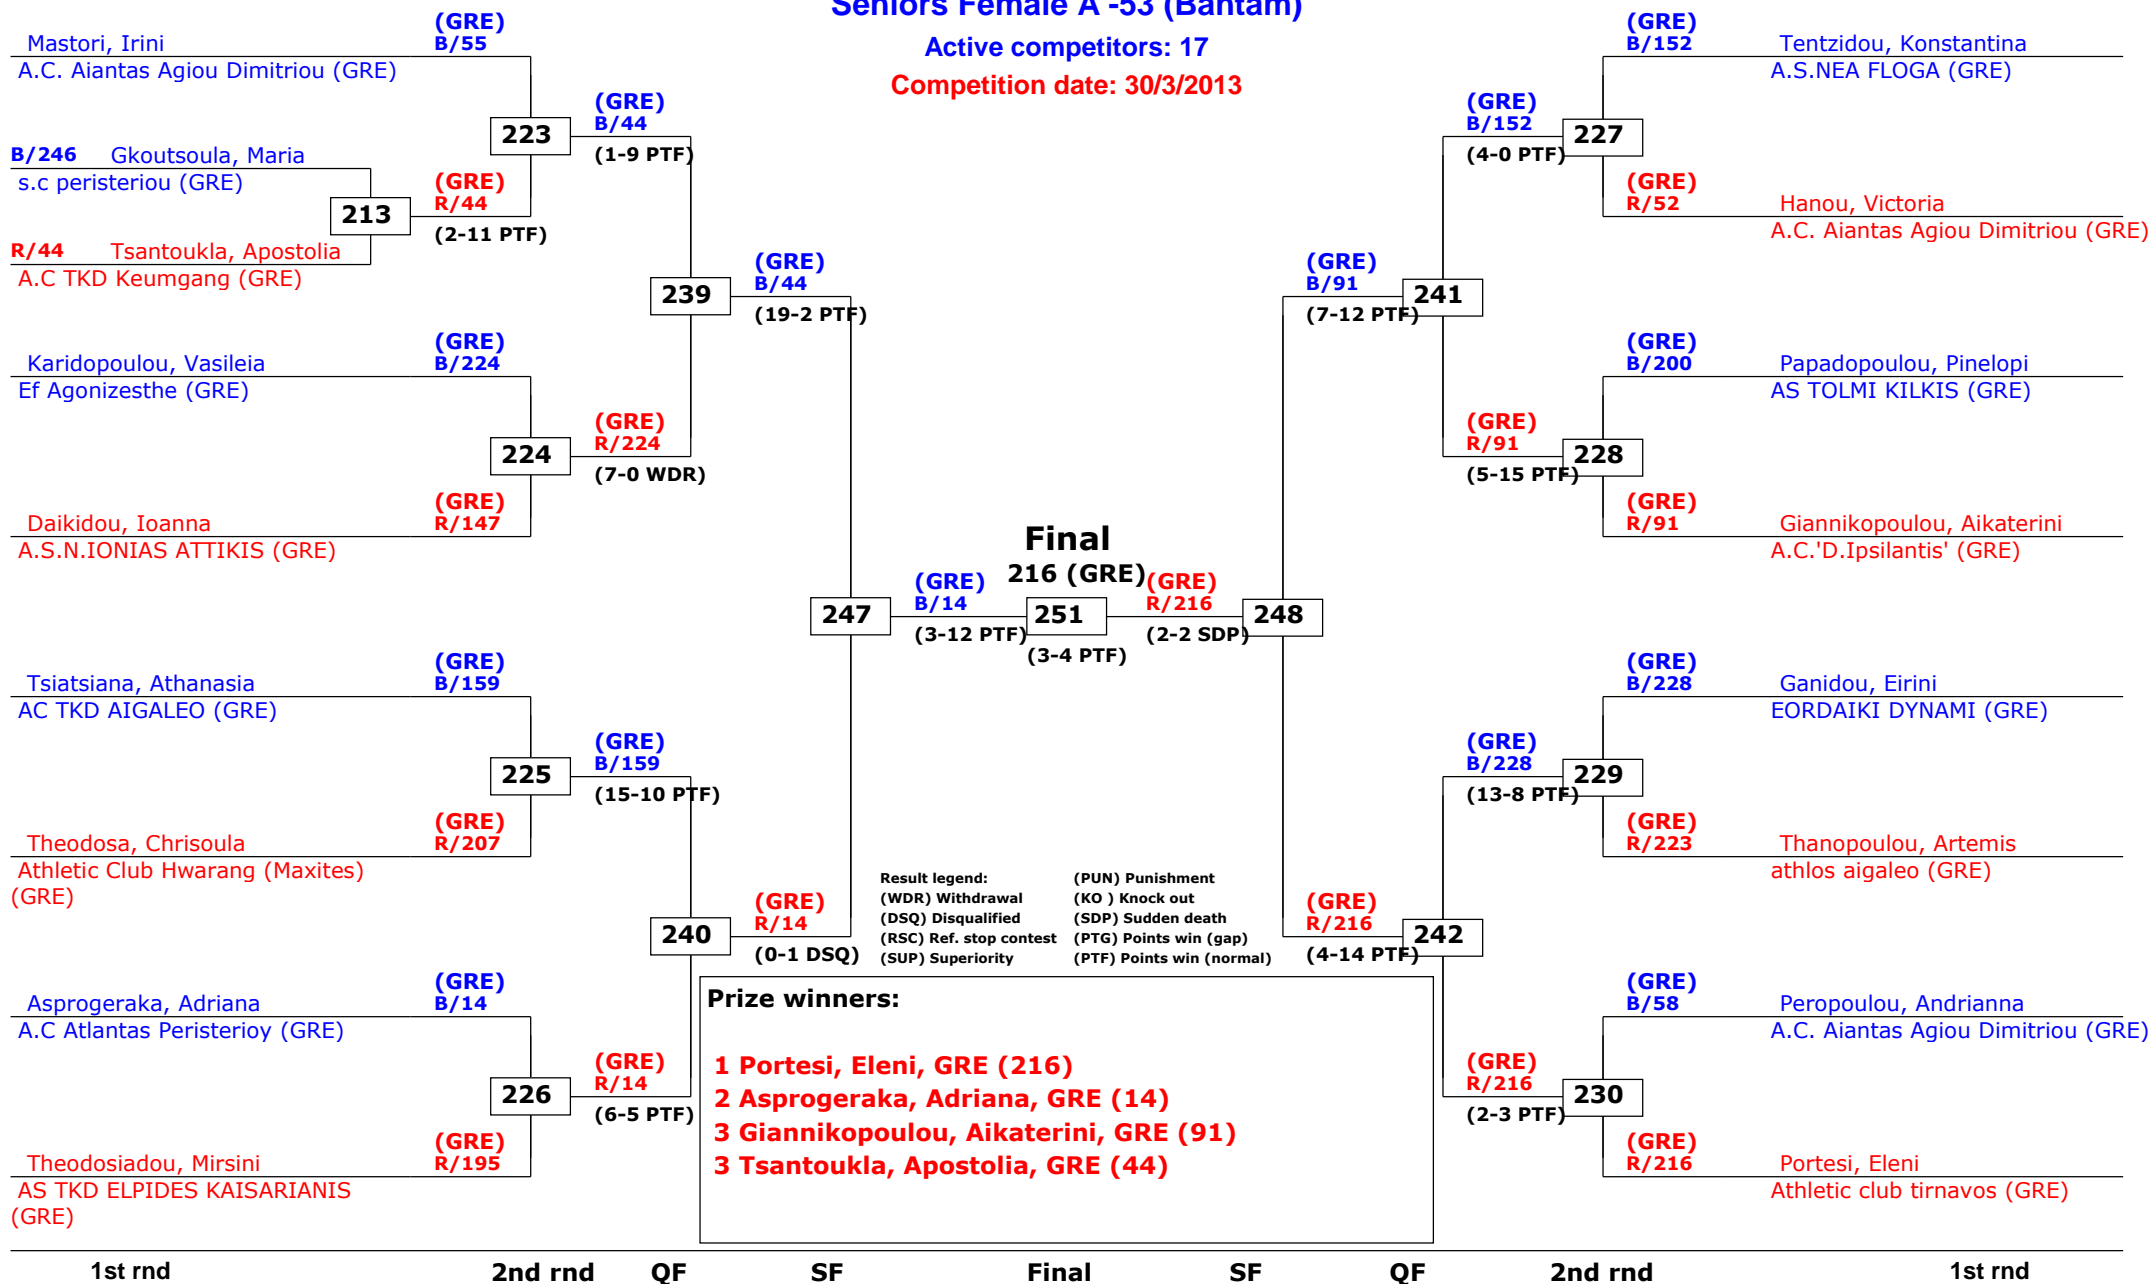 Seniors Female A -53 (Bantam)
Active competitors: 17
Competition date: 30/3/2013
Mastori, Irini
(GRE)
B/55
A.C. Aiantas Agiou Dimitriou (GRE)
223
(GRE)
B/44
(1-9 PTF)
B/246 Gkoutsoula, Maria
s.c peristeriou (GRE)
213
(GRE)
R/44
(2-11 PTF)
R/44 Tsantoukla, Apostolia
A.C TKD Keumgang (GRE)
239
(GRE)
B/44
(19-2 PTF)
Karidopoulou, Vasileia
(GRE)
B/224
Ef Agonizesthe (GRE)
224
(GRE)
R/224
(7-0 WDR)
Daikidou, Ioanna
(GRE)
R/147
A.S.N.IONIAS ATTIKIS (GRE)
247
(GRE)
B/14
(3-12 PTF)
Tsiatsiana, Athanasia
(GRE)
B/159
AC TKD AIGALEO (GRE)
225
(GRE)
B/159
(15-10 PTF)
Theodosa, Chrisoula
(GRE)
R/207
Athletic Club Hwarang (Maxites)
(GRE)
240
(GRE)
R/14
(0-1 DSQ)
Asprogeraka, Adriana
(GRE)
B/14
A.C Atlantas Peristerioy (GRE)
226
(GRE)
R/14
(6-5 PTF)
Theodosiadou, Mirsini
(GRE)
R/195
AS TKD ELPIDES KAISARIANIS
(GRE)
Final
216 (GRE)
251
(3-4 PTF)
(GRE)
R/216
(2-2 SDP)
248
(GRE)
B/152
Tentzidou, Konstantina
A.S.NEA FLOGA (GRE)
(GRE)
B/152
(4-0 PTF)
227
(GRE)
R/52
Hanou, Victoria
A.C. Aiantas Agiou Dimitriou (GRE)
(GRE)
B/91
(7-12 PTF)
241
(GRE)
B/200
Papadopoulou, Pinelopi
AS TOLMI KILKIS (GRE)
(GRE)
R/91
(5-15 PTF)
228
(GRE)
R/91
Giannikopoulou, Aikaterini
A.C.'D.Ipsilantis' (GRE)
(GRE)
B/228
Ganidou, Eirini
EORDAIKI DYNAMI (GRE)
(GRE)
B/228
(13-8 PTF)
229
(GRE)
R/223
Thanopoulou, Artemis
athlos aigaleo (GRE)
(GRE)
R/216
(4-14 PTF)
242
(GRE)
B/58
Peropoulou, Andrianna
A.C. Aiantas Agiou Dimitriou (GRE)
(GRE)
R/216
(2-3 PTF)
230
(GRE)
R/216
Portesi, Eleni
Athletic club tirnavos (GRE)
Result legend: (PUN) Punishment
(WDR) Withdrawal (KO ) Knock out
(DSQ) Disqualified (SDP) Sudden death
(RSC) Ref. stop contest (PTG) Points win (gap)
(SUP) Superiority (PTF) Points win (normal)
Prize winners:
1 Portesi, Eleni, GRE (216)
2 Asprogeraka, Adriana, GRE (14)
3 Giannikopoulou, Aikaterini, GRE (91)
3 Tsantoukla, Apostolia, GRE (44)
1st rnd 2nd rnd QF SF Final SF QF 2nd rnd 1st rnd